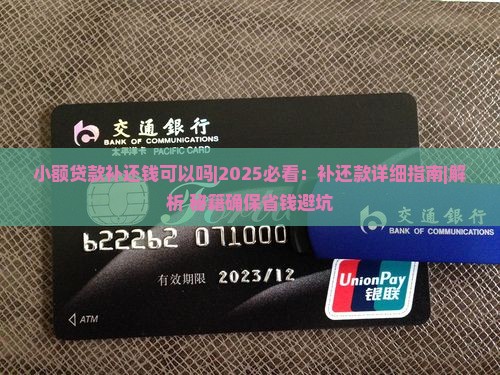 交通銀行
BANK OF COMMUNICATIONS
太平洋卡 PACIFIC CARD
小额贷款补还钱可以吗|2025必看：补还款详细指南|解
析 秘籍确保省钱避坑
622262 071000
有效期限 2023/12
ATM
UnionPay
银联
交通銀行
BANK OF COMMUNICATIONS